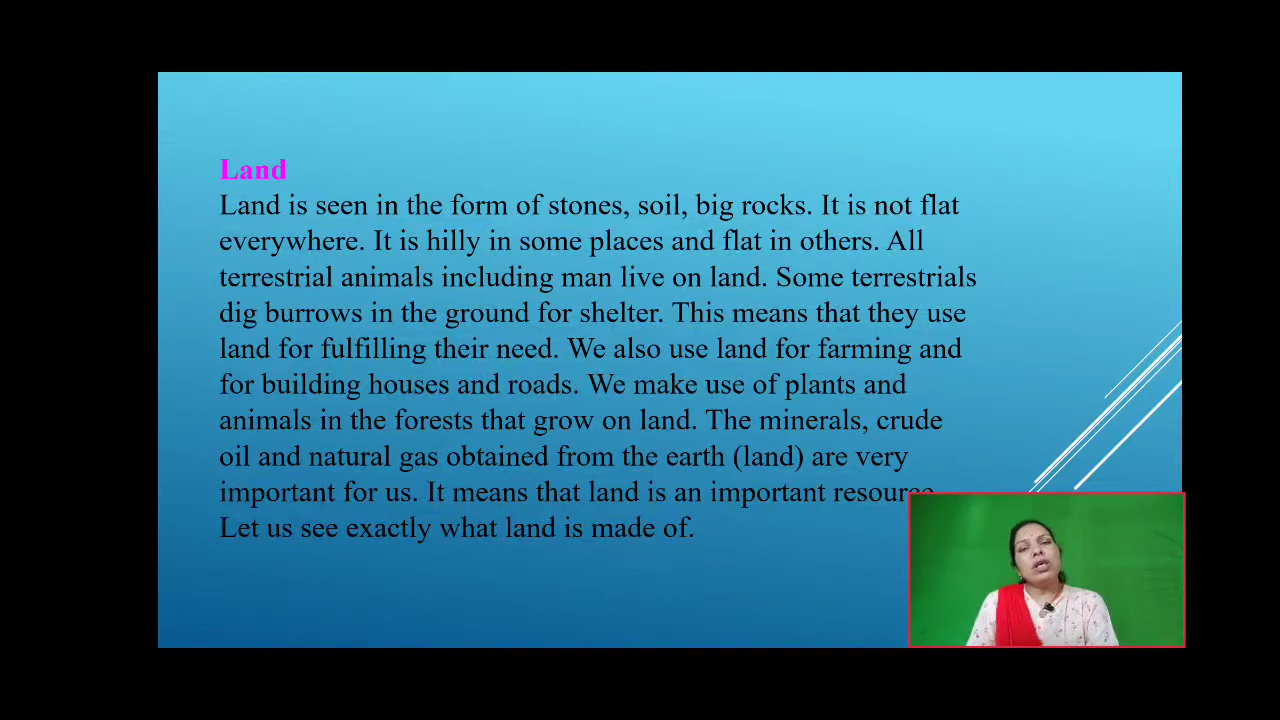 Land
Land is seen in the form of stones, soil, big rocks. It is not flat
everywhere. It is hilly in some places and flat in others. All
terrestrial animals including man live on land. Some terrestrials
dig burrows in the ground for shelter. This means that they use
land for fulfilling their need. We also use land for farming and
for building houses and roads. We make use of plants and
animals in the forests that grow on land. The minerals, crude
oil and natural gas obtained from the earth (land) are very
important for us. It means that land is an important resource
Let us see exactly what land is made of.